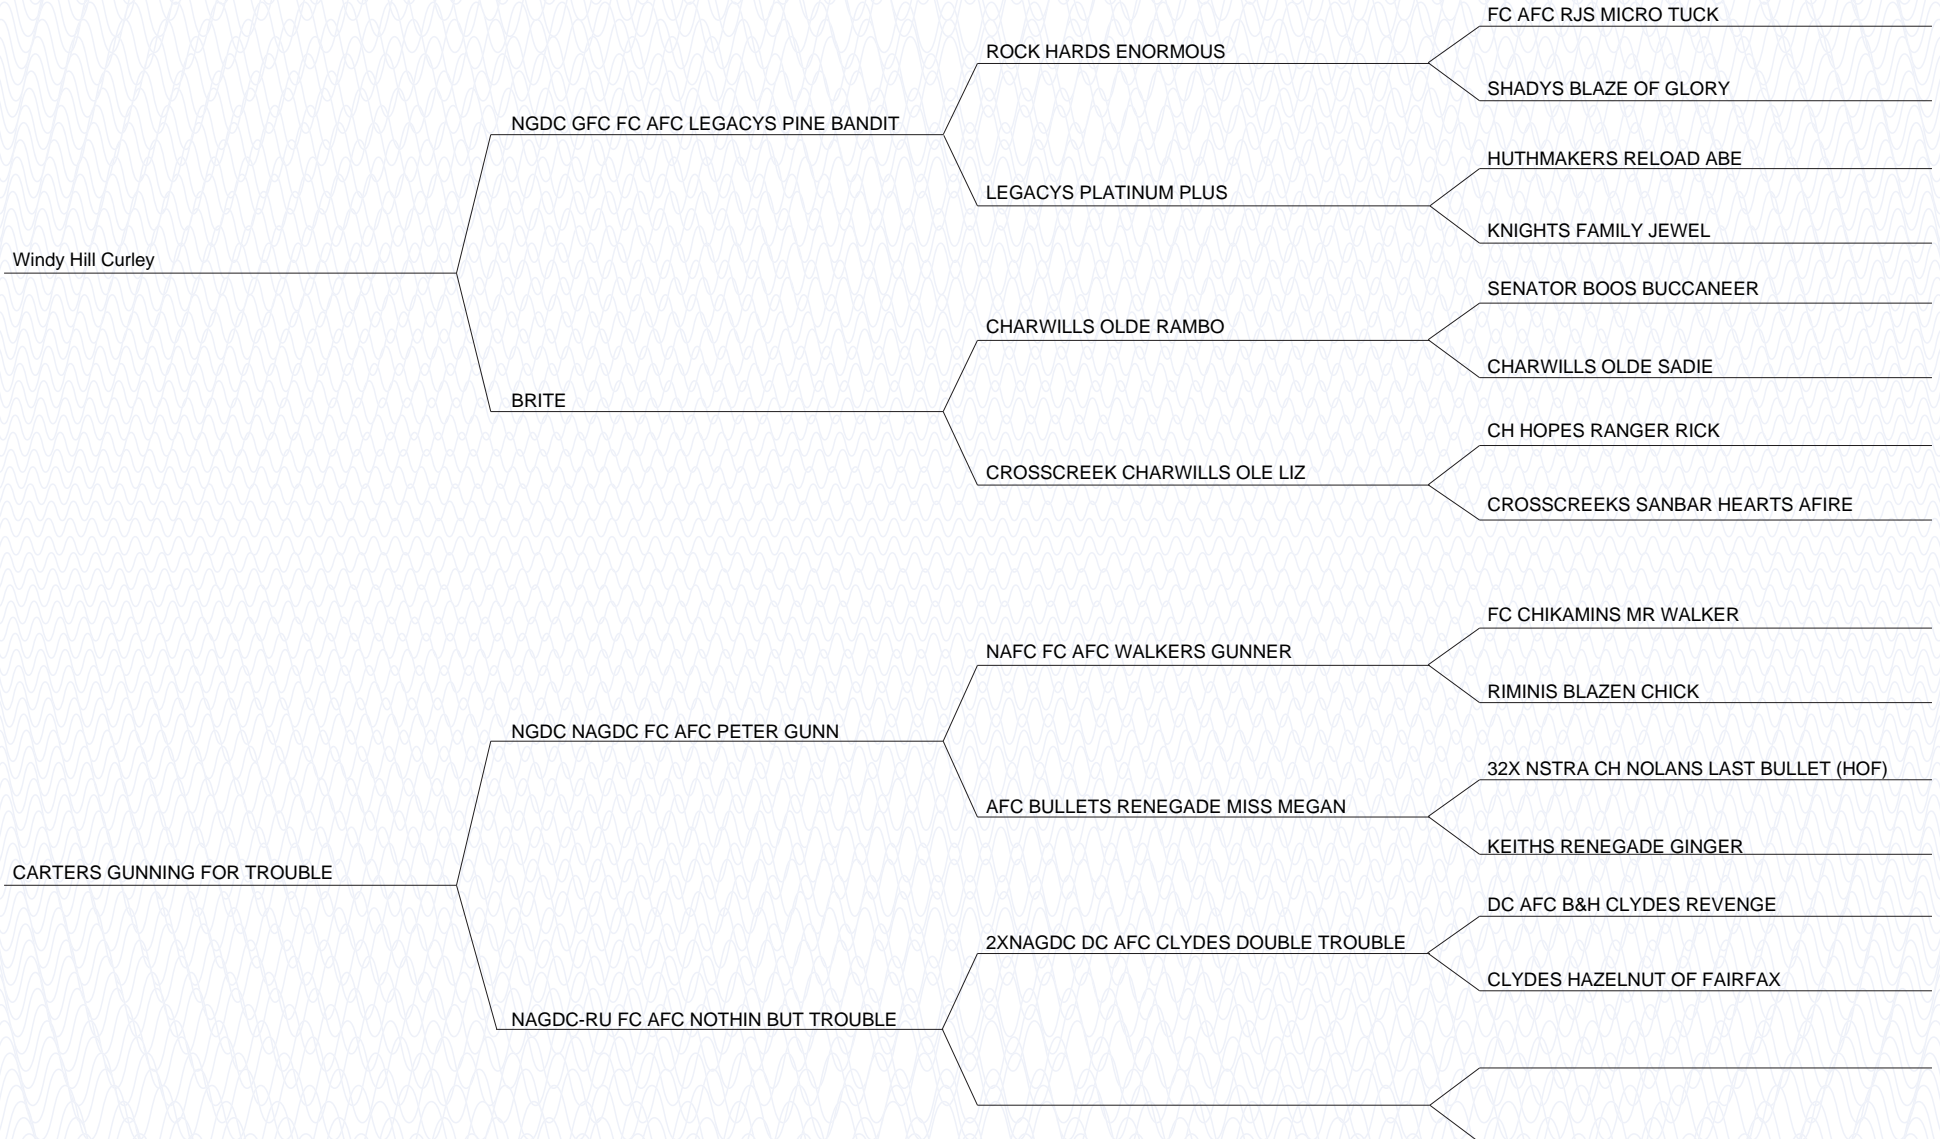 FC AFC RJS MICRO TUCK
ROCK HARDS ENORMOUS
SHADYS BLAZE OF GLORY
NGDC GFC FC AFC LEGACYS PINE BANDIT
HUTHMAKERS RELOAD ABE
LEGACYS PLATINUM PLUS
KNIGHTS FAMILY JEWEL
Windy Hill Curley
SENATOR BOOS BUCCANEER
CHARWILLS OLDE RAMBO
CHARWILLS OLDE SADIE
BRITE
CH HOPES RANGER RICK
CROSSCREEK CHARWILLS OLE LIZ
CROSSCREEKS SANBAR HEARTS AFIRE
FC CHIKAMINS MR WALKER
NAFC FC AFC WALKERS GUNNER
RIMINIS BLAZEN CHICK
NGDC NAGDC FC AFC PETER GUNN
32X NSTRA CH NOLANS LAST BULLET (HOF)
AFC BULLETS RENEGADE MISS MEGAN
KEITHS RENEGADE GINGER
CARTERS GUNNING FOR TROUBLE
DC AFC B&H CLYDES REVENGE
2XNAGDC DC AFC CLYDES DOUBLE TROUBLE
CLYDES HAZELNUT OF FAIRFAX
NAGDC-RU FC AFC NOTHIN BUT TROUBLE